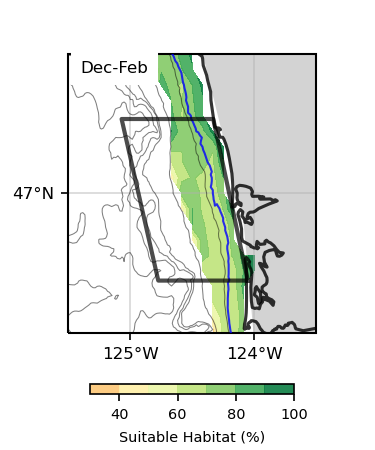 Dec-Feb
47°N
125°W 124°W
40 60 80 100
Suitable Habitat (%)